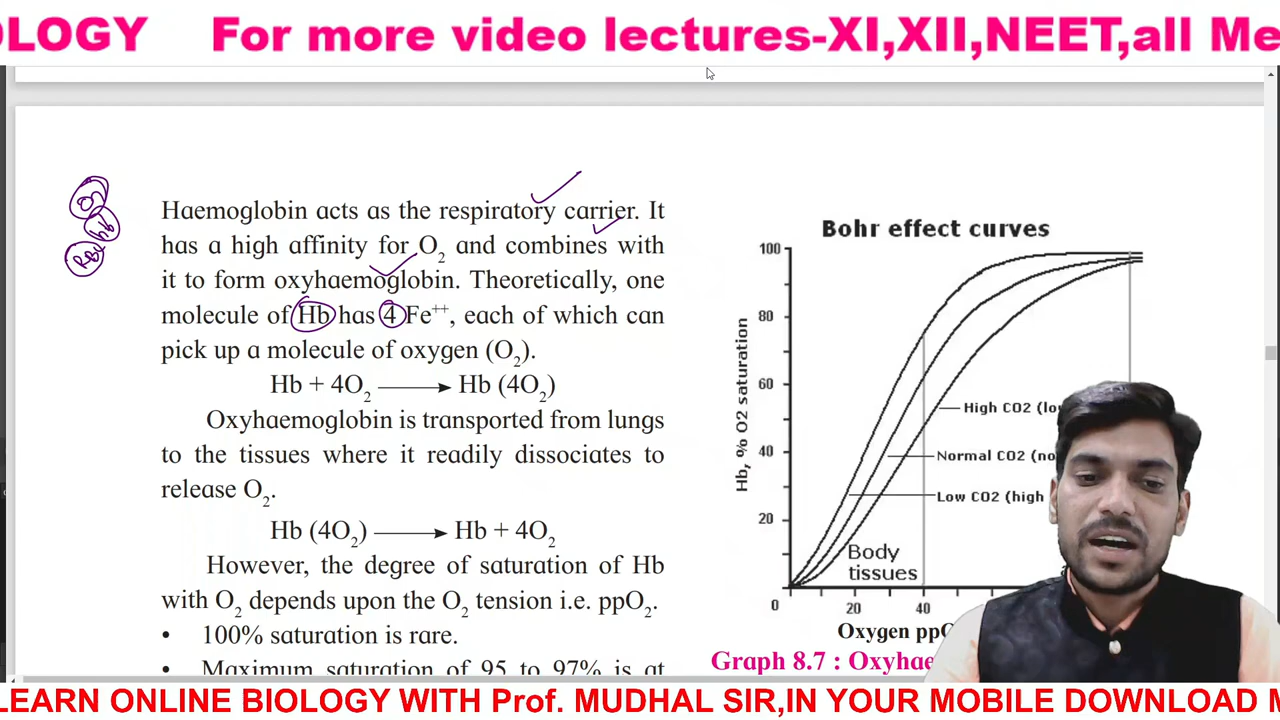 OLOGY For more video lectures-XI,XII,NEET,all Me
O₂
Hb
RBC
Haemoglobin acts as the respiratory carrier. It
has a high affinity for O₂ and combines with
it to form oxyhaemoglobin. Theoretically, one
molecule of Hb has 4 Fe⁺⁺, each of which can
pick up a molecule of oxygen (O₂).
Hb + 4O₂ ⟶ Hb (4O₂)
Oxyhaemoglobin is transported from lungs
to the tissues where it readily dissociates to
release O₂.
Hb (4O₂) ⟶ Hb + 4O₂
However, the degree of saturation of Hb
with O₂ depends upon the O₂ tension i.e. ppO₂.
• 100% saturation is rare.
• Maximum saturation of 95 to 97% is at
Bohr effect curves
Hb, % O2 saturation
100
80
60
40
20
0
High CO2 (lo
Normal CO2 (no
Low CO2 (high
Body
tissues
20 40
Oxygen ppO
Graph 8.7 : Oxyhae
LEARN ONLINE BIOLOGY WITH Prof. MUDHAL SIR,IN YOUR MOBILE DOWNLOAD M